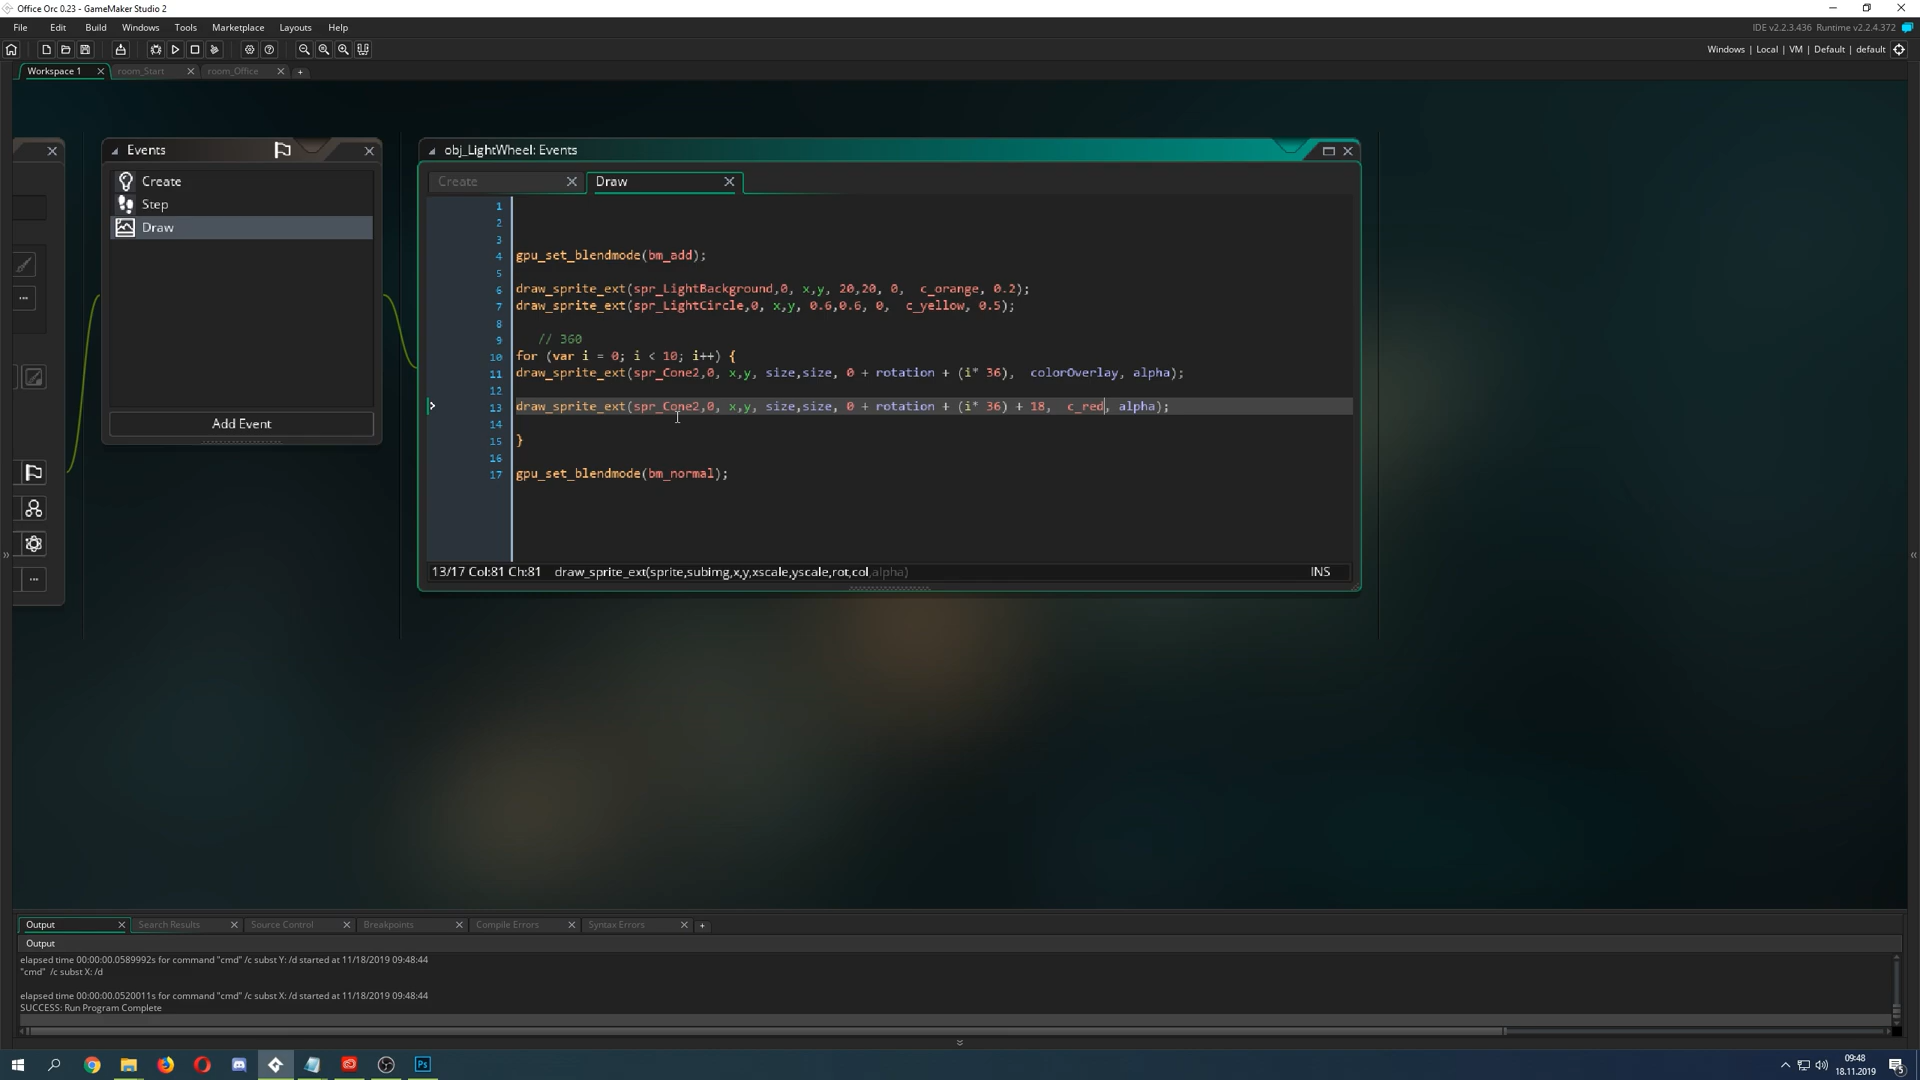 Office Orc 0.23 - GameMaker Studio 2
File Edit Build Windows Tools Marketplace Layouts Help
IDE v2.2.3.436 Runtime v2.2.4.372
Windows | Local | VM | Default | default
Workspace 1 room_Start room_Office
Events
Create
Step
Draw
Add Event
obj_LightWheel: Events
Create Draw
1
2
3
4 gpu_set_blendmode(bm_add);
5
6 draw_sprite_ext(spr_LightBackground,0, x,y, 20,20, 0,  c_orange, 0.2);
7 draw_sprite_ext(spr_LightCircle,0, x,y, 0.6,0.6, 0,  c_yellow, 0.5);
8
9 // 360
10 for (var i = 0; i < 10; i++) {
11 draw_sprite_ext(spr_Cone2,0, x,y, size,size, 0 + rotation + (i* 36),  colorOverlay, alpha);
12
13 draw_sprite_ext(spr_Cone2,0, x,y, size,size, 0 + rotation + (i* 36) + 18,  c_red, alpha);
14
15 }
16
17 gpu_set_blendmode(bm_normal);
13/17 Col:81 Ch:81 draw_sprite_ext(sprite,subimg,x,y,xscale,yscale,rot,col,alpha) INS
Output Search Results Source Control Breakpoints Compile Errors Syntax Errors
Output
elapsed time 00:00:00.0589992s for command "cmd" /c subst Y: /d started at 11/18/2019 09:48:44
"cmd"  /c subst X: /d
elapsed time 00:00:00.0520011s for command "cmd" /c subst X: /d started at 11/18/2019 09:48:44
SUCCESS: Run Program Complete
Ps
09:48
18.11.2019
5